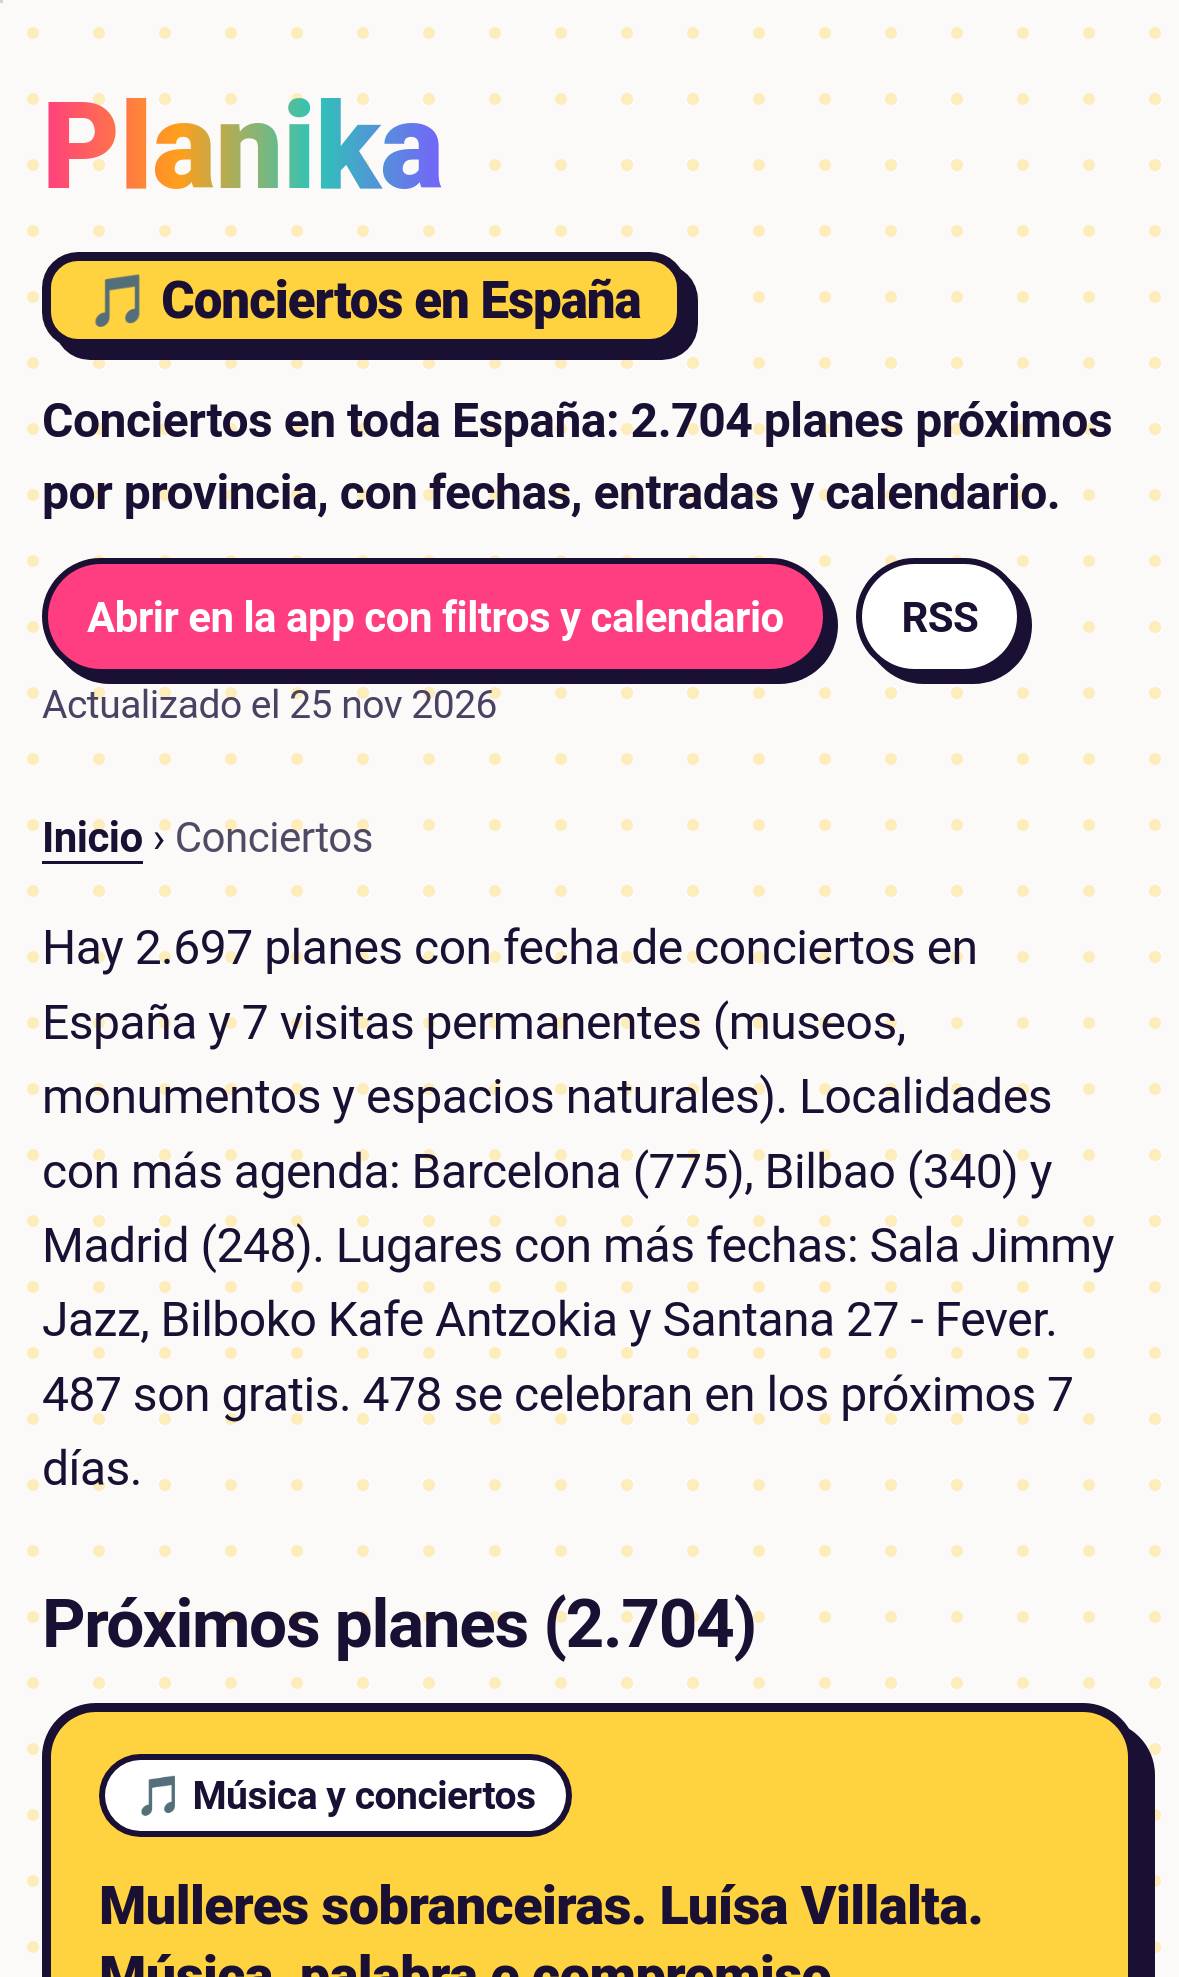 Planika
🎵 Conciertos en España
Conciertos en toda España: 2.704 planes próximos
por provincia, con fechas, entradas y calendario.
Abrir en la app con filtros y calendario
RSS
Actualizado el 25 nov 2026
Inicio › Conciertos
Hay 2.697 planes con fecha de conciertos en
España y 7 visitas permanentes (museos,
monumentos y espacios naturales). Localidades
con más agenda: Barcelona (775), Bilbao (340) y
Madrid (248). Lugares con más fechas: Sala Jimmy
Jazz, Bilboko Kafe Antzokia y Santana 27 - Fever.
487 son gratis. 478 se celebran en los próximos 7
días.
Próximos planes (2.704)
🎵 Música y conciertos
Mulleres sobranceiras. Luísa Villalta.
Música, palabra e compromiso